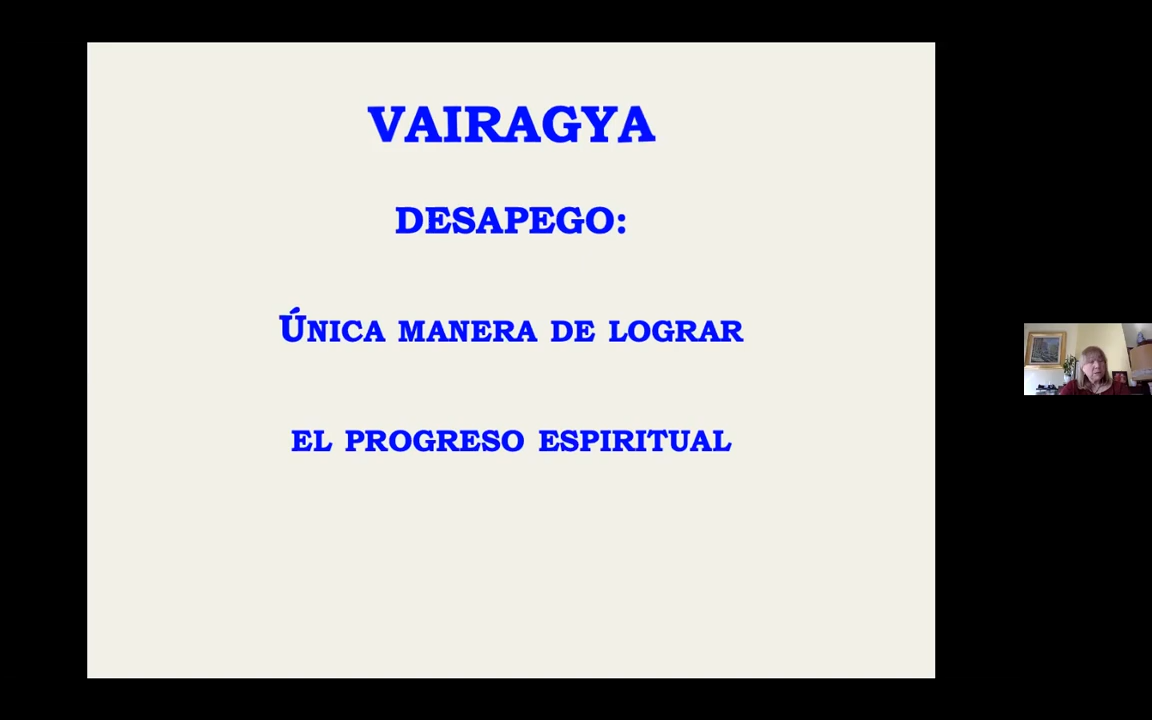 VAIRAGYA
DESAPEGO:
ÚNICA MANERA DE LOGRAR
EL PROGRESO ESPIRITUAL